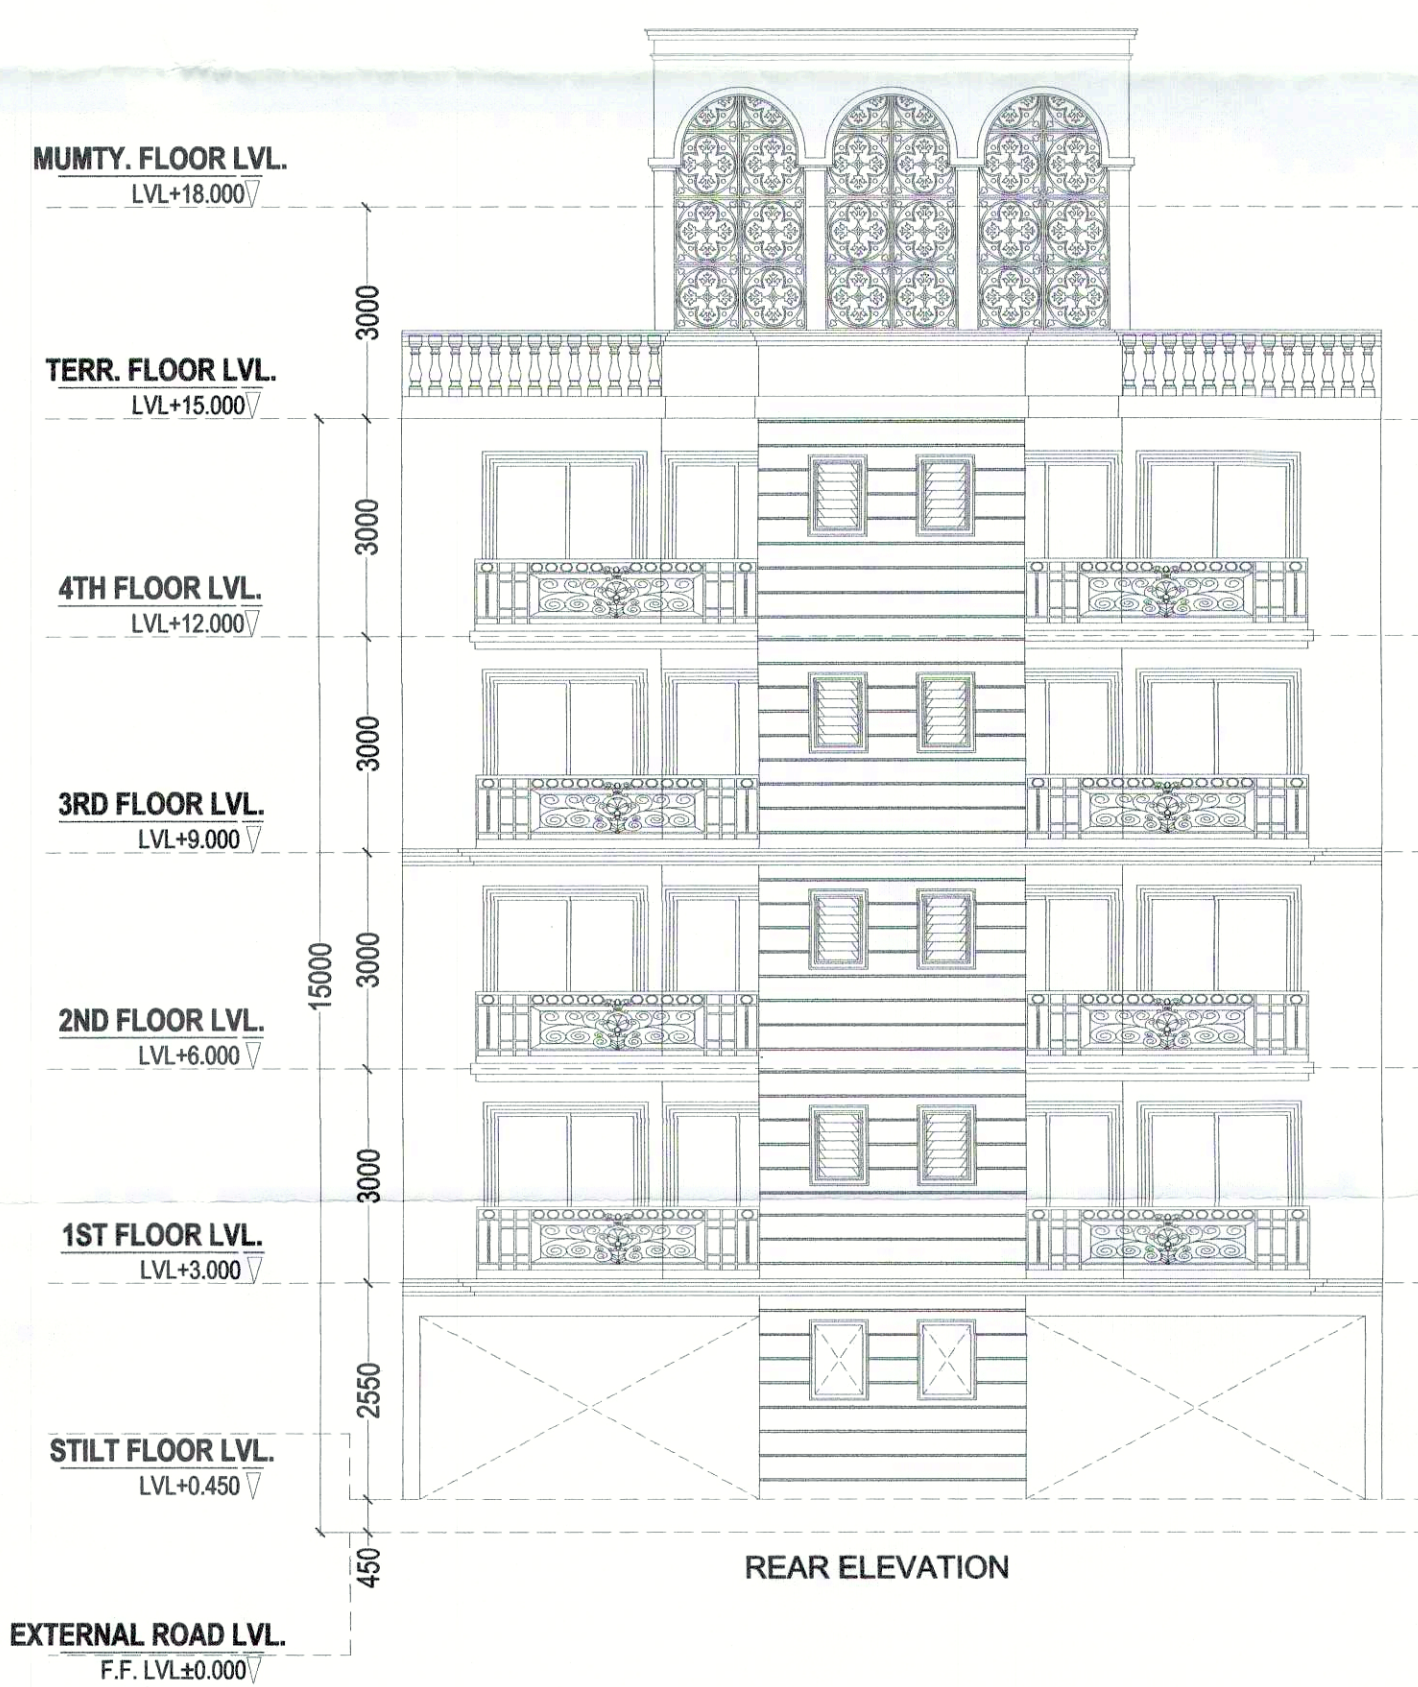 MUMTY. FLOOR LVL.
LVL+18.000
3000
TERR. FLOOR LVL.
LVL+15.000
3000
4TH FLOOR LVL.
LVL+12.000
3000
3RD FLOOR LVL.
LVL+9.000
15000
3000
2ND FLOOR LVL.
LVL+6.000
3000
1ST FLOOR LVL.
LVL+3.000
2550
STILT FLOOR LVL.
LVL+0.450
450
REAR ELEVATION
EXTERNAL ROAD LVL.
F.F. LVL±0.000